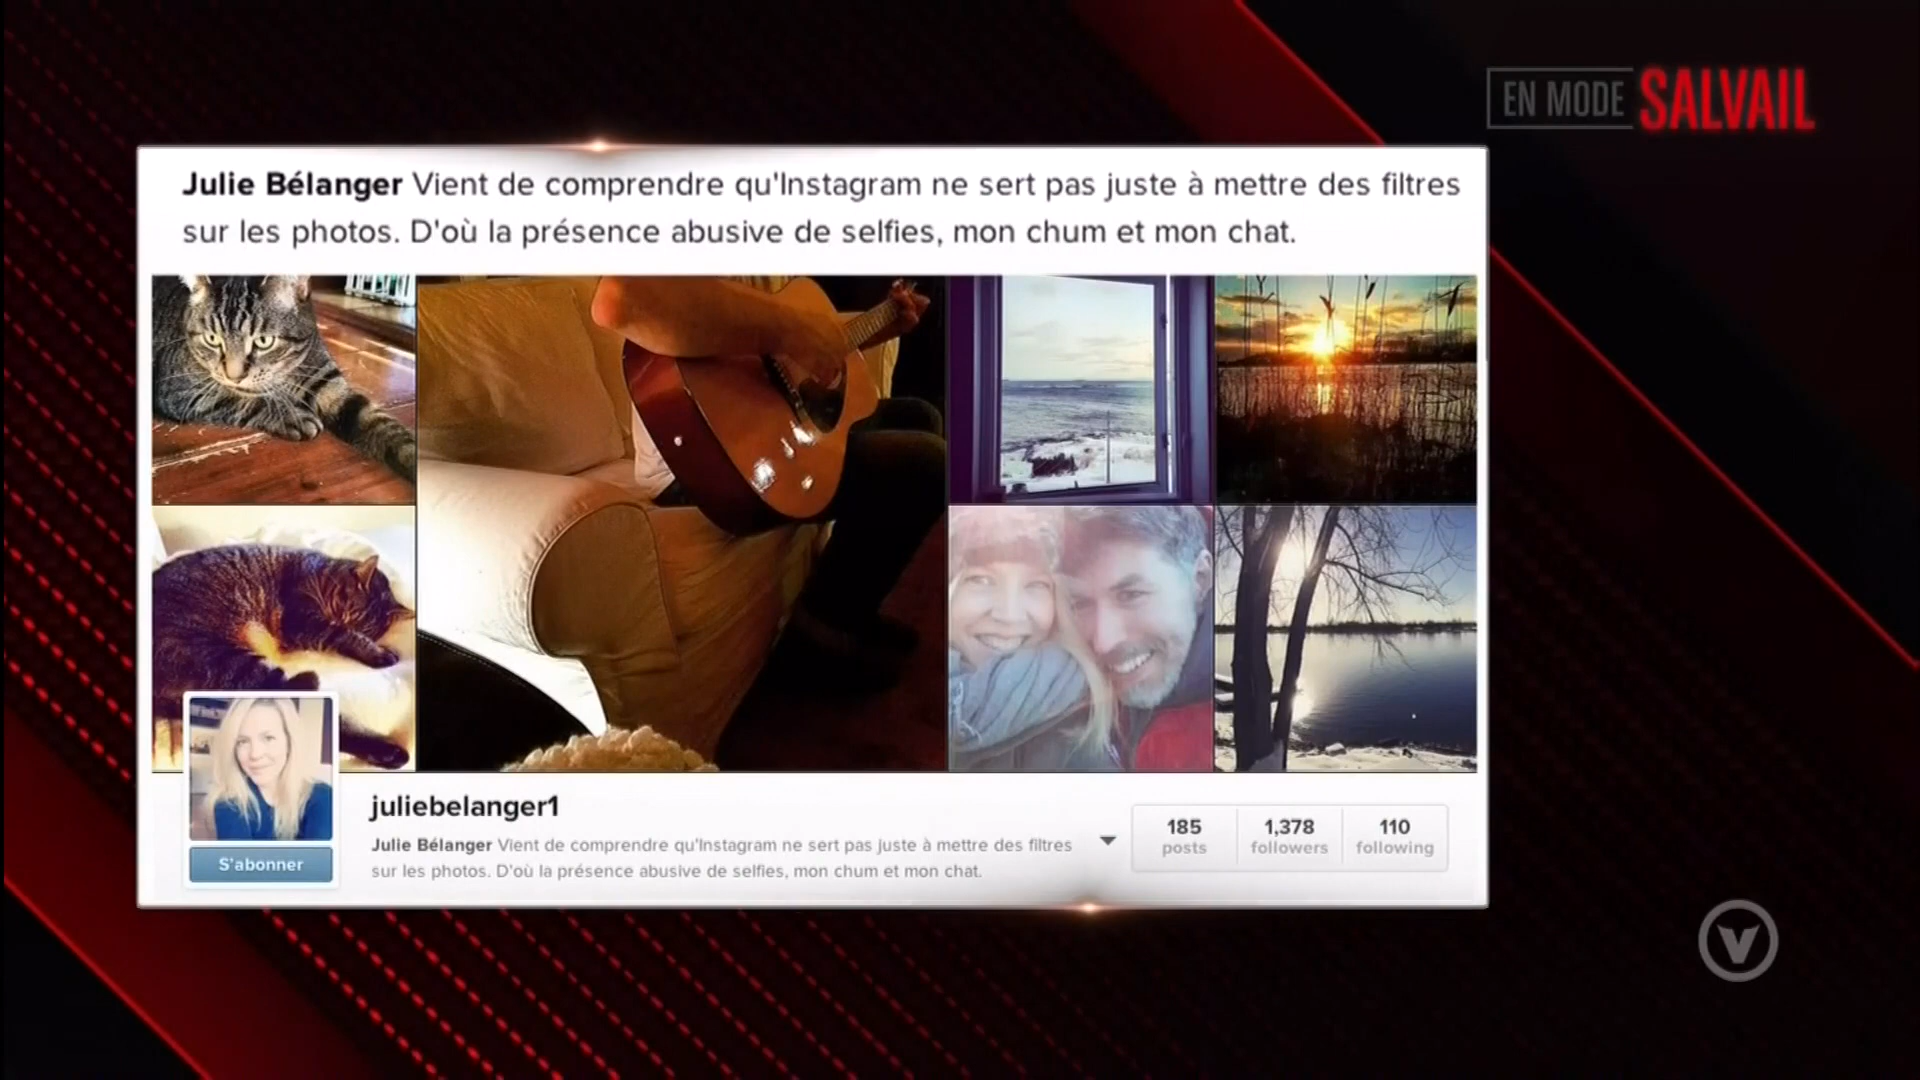 EN MODE SALVAIL
Julie Bélanger Vient de comprendre qu'Instagram ne sert pas juste à mettre des filtres
sur les photos. D'où la présence abusive de selfies, mon chum et mon chat.
juliebelanger1
Julie Bélanger Vient de comprendre qu'Instagram ne sert pas juste à mettre des filtres
sur les photos. D'où la présence abusive de selfies, mon chum et mon chat.
S'abonner
185 1,378 110
posts followers following
V